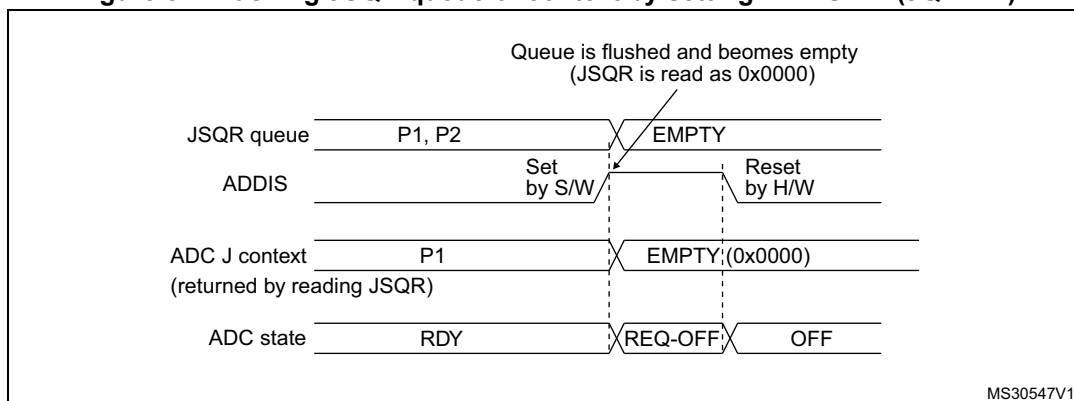 Queue is flushed and beomes empty
(JSQR is read as 0x0000)
JSQR queue P1, P2 EMPTY
Set Reset
ADDIS by S/W by H/W
ADC J context P1 EMPTY (0x0000)
(returned by reading JSQR)
ADC state RDY REQ-OFF OFF
MS30547V1